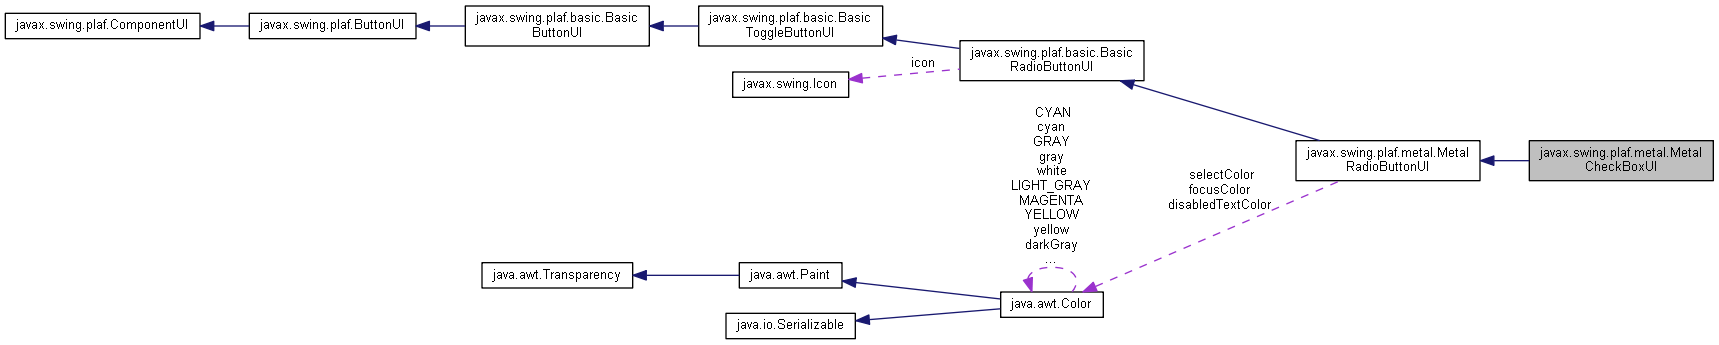 javax.swing.plaf.ComponentUI
javax.swing.plaf.ButtonUI
javax.swing.plaf.basic.Basic
ButtonUI
javax.swing.plaf.basic.Basic
ToggleButtonUI
javax.swing.plaf.basic.Basic
RadioButtonUI
icon
javax.swing.Icon
CYAN
cyan
GRAY
gray
white
LIGHT_GRAY
MAGENTA
YELLOW
yellow
darkGray
...
javax.swing.plaf.metal.Metal
RadioButtonUI
javax.swing.plaf.metal.Metal
CheckBoxUI
selectColor
focusColor
disabledTextColor
java.awt.Transparency
java.awt.Paint
java.awt.Color
java.io.Serializable